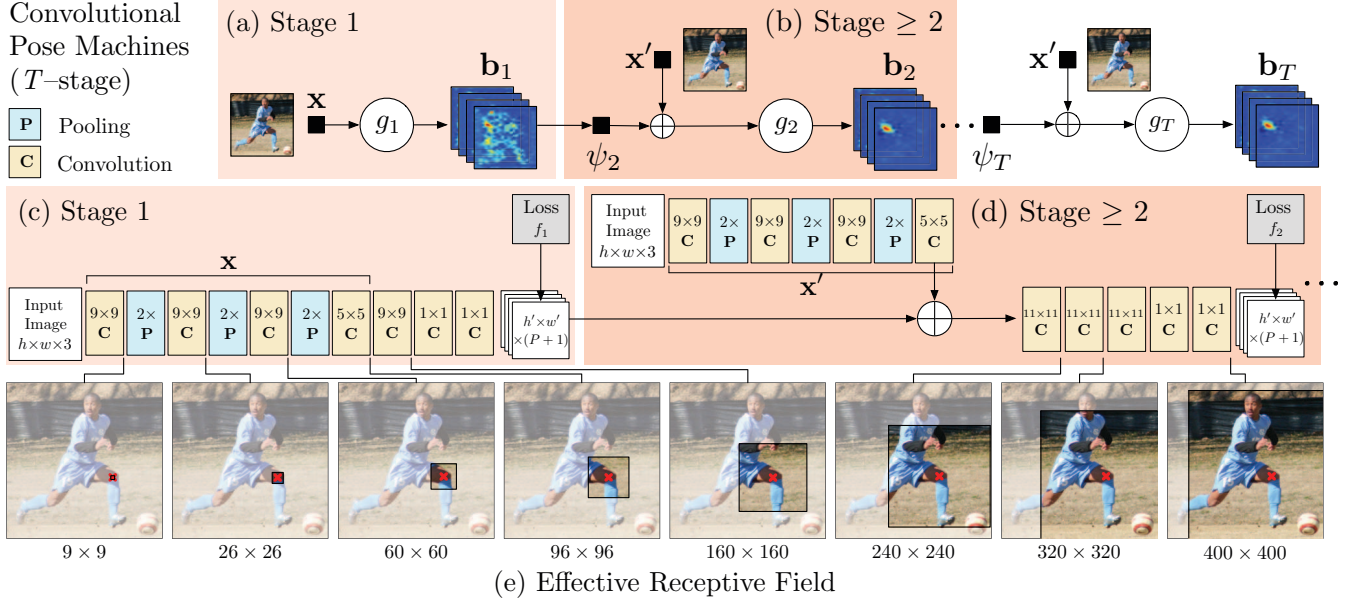 Convolutional
Pose Machines
(T–stage)
P Pooling
C Convolution
(a) Stage 1
x
g₁
b₁
(b) Stage ≥ 2
x′
ψ₂
g₂
b₂
x′
ψ_T
g_T
b_T
(c) Stage 1
Loss
f₁
x
Input
Image
h×w×3
9×9
C
2×
P
9×9
C
2×
P
9×9
C
2×
P
5×5
C
9×9
C
1×1
C
1×1
C
h′×w′
×(P+1)
(d) Stage ≥ 2
Input
Image
h×w×3
9×9
C
2×
P
9×9
C
2×
P
9×9
C
2×
P
5×5
C
x′
Loss
f₂
11×11
C
11×11
C
11×11
C
1×1
C
1×1
C
h′×w′
×(P+1)
9 × 9
26 × 26
60 × 60
96 × 96
160 × 160
240 × 240
320 × 320
400 × 400
(e) Effective Receptive Field